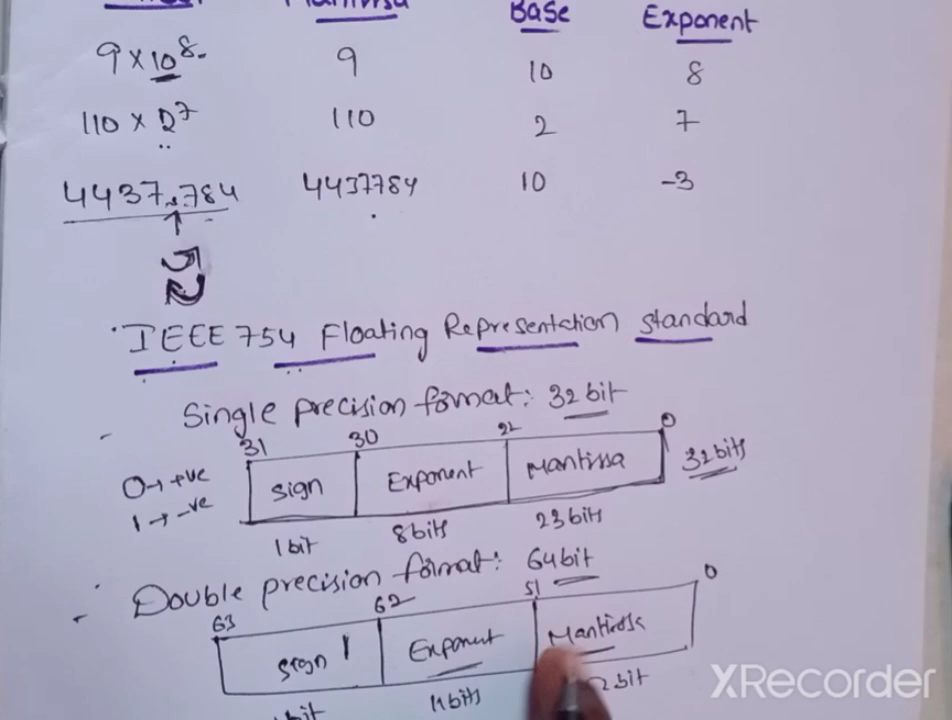 Base Exponent
9 × 10⁸ 9 10 8
110 × 2⁷ 110 2 7
4437.784 4437784 10 -3
IEEE 754 Floating Representation standard
Single precision format: 32 bit
31 30 22 0
0→ +ve
1→ -ve
sign Exponent Mantissa 32 bits
1 bit 8 bits 23 bits
Double precision format: 64 bit
63 62 51 0
sign Exponent Mantissa
11 bits
bit
XRecorder